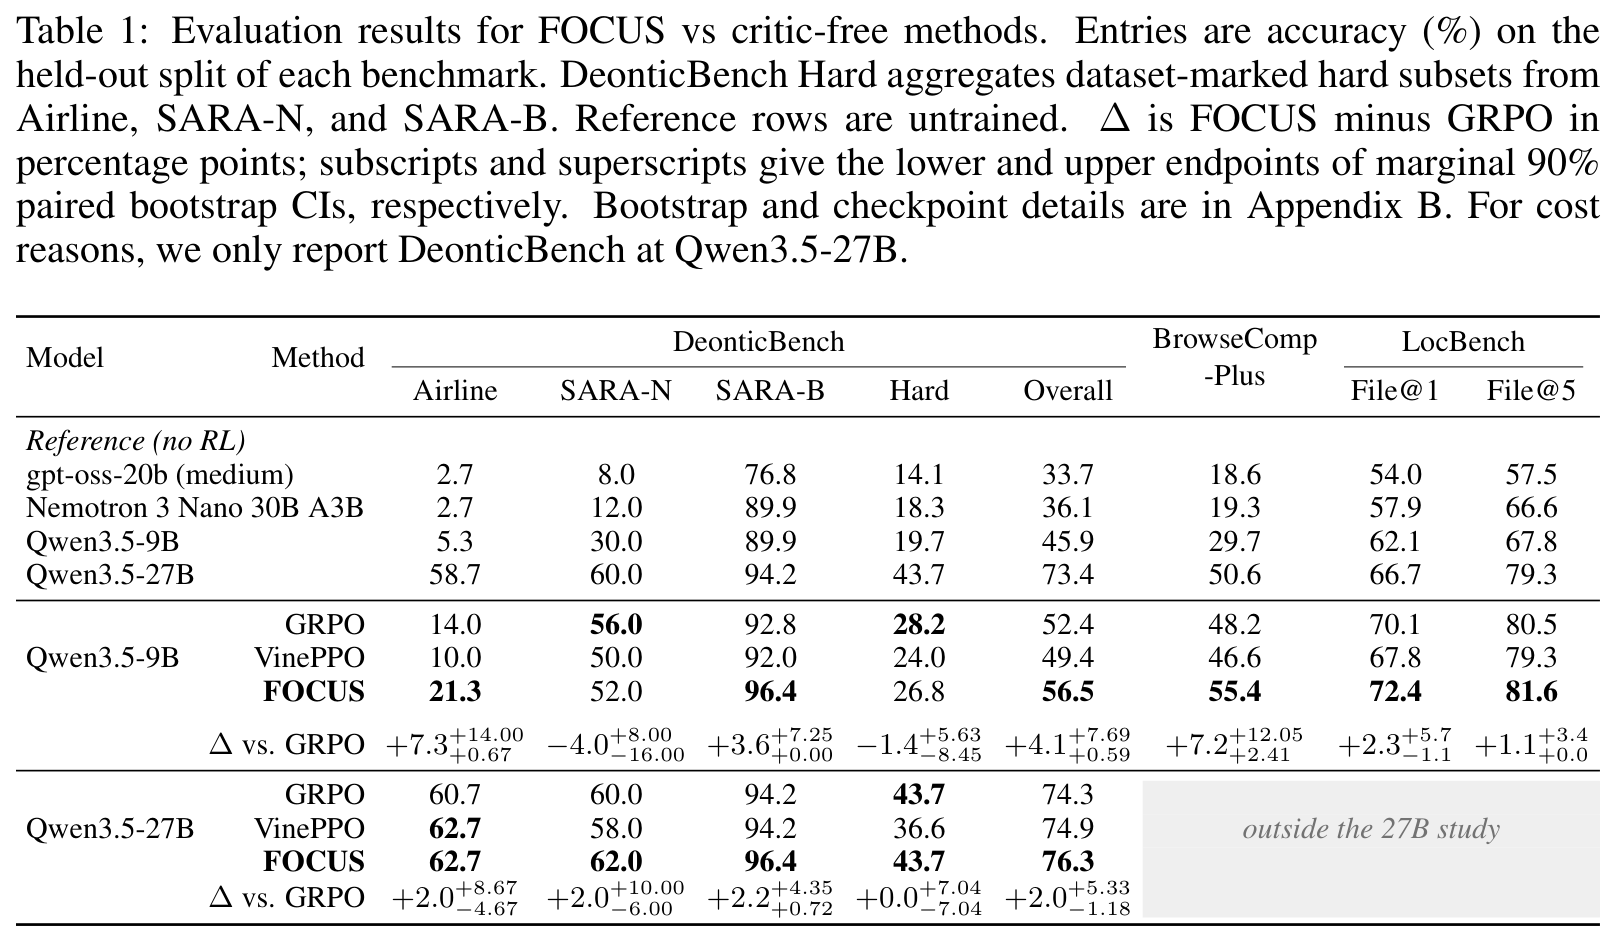 Table 1: Evaluation results for FOCUS vs critic-free methods. Entries are accuracy (%) on the
held-out split of each benchmark. DeonticBench Hard aggregates dataset-marked hard subsets from
Airline, SARA-N, and SARA-B. Reference rows are untrained. Δ is FOCUS minus GRPO in
percentage points; subscripts and superscripts give the lower and upper endpoints of marginal 90%
paired bootstrap CIs, respectively. Bootstrap and checkpoint details are in Appendix B. For cost
reasons, we only report DeonticBench at Qwen3.5-27B.
Model Method DeonticBench BrowseComp-Plus LocBench
Airline SARA-N SARA-B Hard Overall File@1 File@5
Reference (no RL)
gpt-oss-20b (medium) 2.7 8.0 76.8 14.1 33.7 18.6 54.0 57.5
Nemotron 3 Nano 30B A3B 2.7 12.0 89.9 18.3 36.1 19.3 57.9 66.6
Qwen3.5-9B 5.3 30.0 89.9 19.7 45.9 29.7 62.1 67.8
Qwen3.5-27B 58.7 60.0 94.2 43.7 73.4 50.6 66.7 79.3
GRPO 14.0 56.0 92.8 28.2 52.4 48.2 70.1 80.5
Qwen3.5-9B VinePPO 10.0 50.0 92.0 24.0 49.4 46.6 67.8 79.3
FOCUS 21.3 52.0 96.4 26.8 56.5 55.4 72.4 81.6
Δ vs. GRPO +7.3 +14.00 +0.67 −4.0 +8.00 −16.00 +3.6 +7.25 +0.00 −1.4 +5.63 −8.45 +4.1 +7.69 +0.59 +7.2 +12.05 +2.41 +2.3 +5.7 −1.1 +1.1 +3.4 +0.0
GRPO 60.7 60.0 94.2 43.7 74.3
Qwen3.5-27B VinePPO 62.7 58.0 94.2 36.6 74.9 outside the 27B study
FOCUS 62.7 62.0 96.4 43.7 76.3
Δ vs. GRPO +2.0 +8.67 −4.67 +2.0 +10.00 −6.00 +2.2 +4.35 +0.72 +0.0 +7.04 −7.04 +2.0 +5.33 −1.18